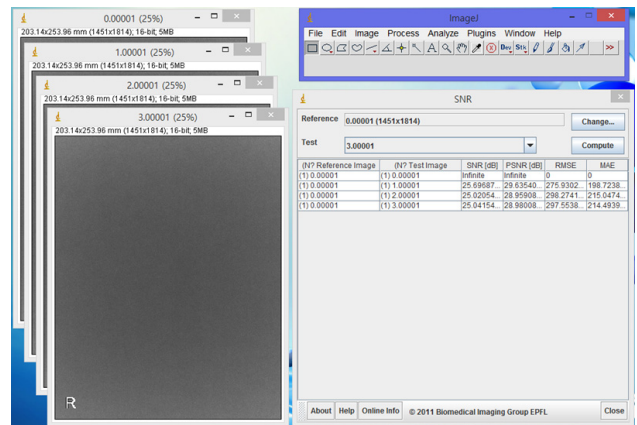 0.00001 (25%)
203.14x253.96 mm (1451x1814); 16-bit; 5MB
1.00001 (25%)
203.14x253.96 mm (1451x1814); 16-bit; 5MB
2.00001 (25%)
203.14x253.96 mm (1451x1814); 16-bit; 5MB
3.00001 (25%)
203.14x253.96 mm (1451x1814); 16-bit; 5MB
R
ImageJ
File Edit Image Process Analyze Plugins Window Help
A Dev Stk >>
SNR
Reference 0.00001 (1451x1814) Change...
Test 3.00001 Compute
(N? Reference Image (N? Test Image SNR [dB] PSNR [dB] RMSE MAE
(1) 0.00001 (1) 0.00001 Infinite Infinite 0 0
(1) 0.00001 (1) 1.00001 25.69687... 29.63540... 275.9302... 198.7238...
(1) 0.00001 (1) 2.00001 25.02054... 28.95908... 298.2741... 215.0474...
(1) 0.00001 (1) 3.00001 25.04154... 28.98008... 297.5538... 214.4939...
About Help Online Info © 2011 Biomedical Imaging Group EPFL Close